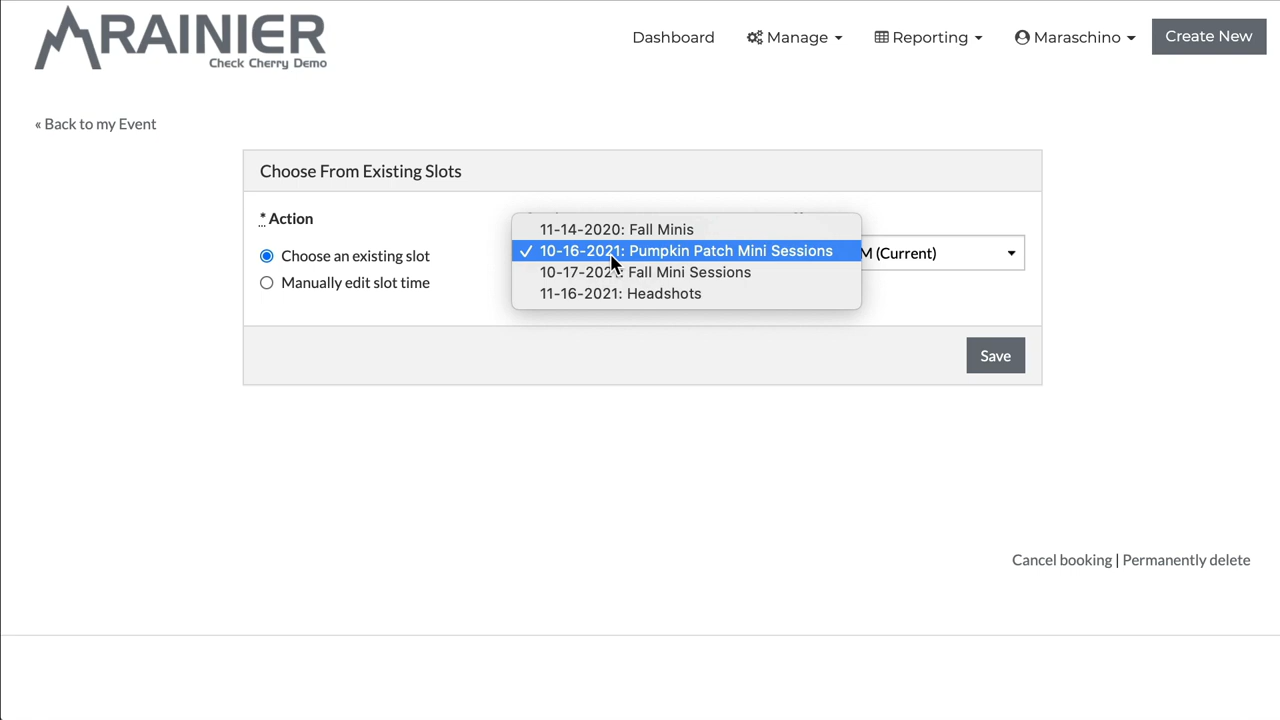 RAINIER
Check Cherry Demo
Dashboard
Manage
Reporting
Maraschino
Create New
« Back to my Event
Choose From Existing Slots
* Action
Choose an existing slot
Manually edit slot time
11-14-2020: Fall Minis
✓ 10-16-2021: Pumpkin Patch Mini Sessions
10-17-2021: Fall Mini Sessions
11-16-2021: Headshots
M (Current)
Save
Cancel booking | Permanently delete